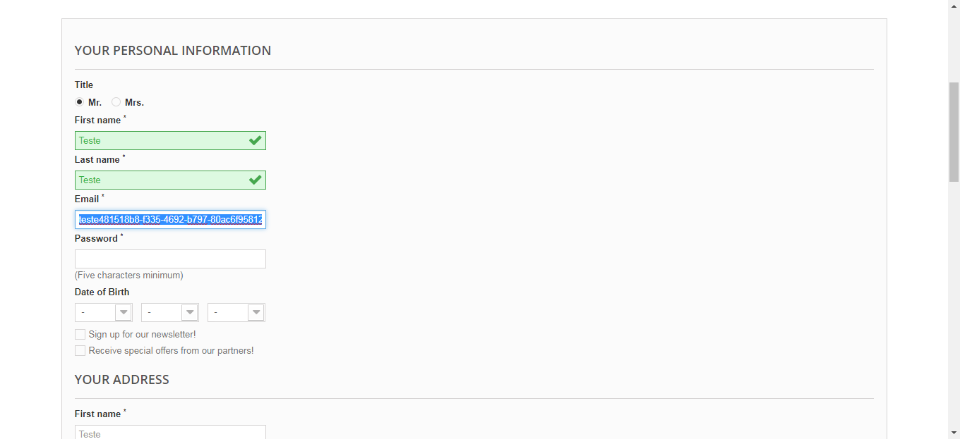 YOUR PERSONAL INFORMATION
Title
Mr. Mrs.
First name *
Teste
Last name *
Teste
Email *
teste481518b8-f335-4692-b797-80ac6f95812
Password *
(Five characters minimum)
Date of Birth
- - -
Sign up for our newsletter!
Receive special offers from our partners!
YOUR ADDRESS
First name *
Teste